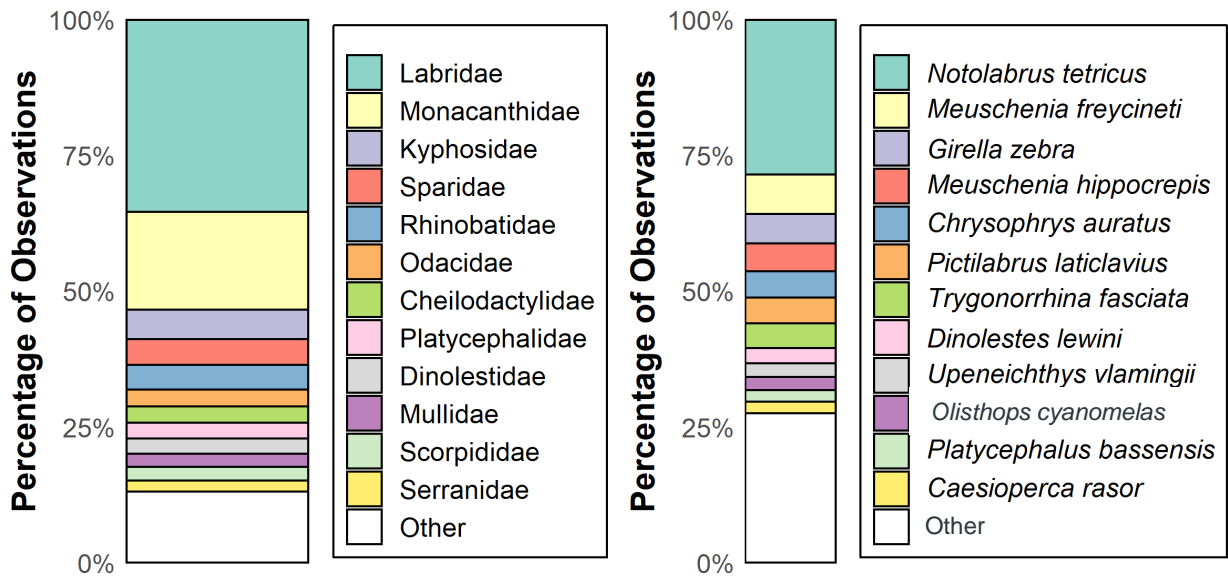 Percentage of Observations
100%
75%
50%
25%
0%
Labridae
Monacanthidae
Kyphosidae
Sparidae
Rhinobatidae
Odacidae
Cheilodactylidae
Platycephalidae
Dinolestidae
Mullidae
Scorpididae
Serranidae
Other
Percentage of Observations
100%
75%
50%
25%
0%
Notolabrus tetricus
Meuschenia freycineti
Girella zebra
Meuschenia hippocrepis
Chrysophrys auratus
Pictilabrus laticlavius
Trygonorrhina fasciata
Dinolestes lewini
Upeneichthys vlamingii
Olisthops cyanomelas
Platycephalus bassensis
Caesioperca rasor
Other